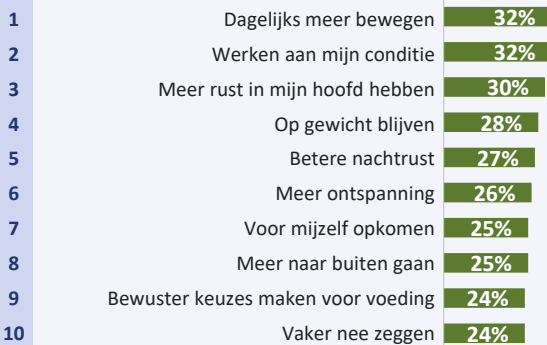 1 Dagelijks meer bewegen 32%
2 Werken aan mijn conditie 32%
3 Meer rust in mijn hoofd hebben 30%
4 Op gewicht blijven 28%
5 Betere nachtrust 27%
6 Meer ontspanning 26%
7 Voor mijzelf opkomen 25%
8 Meer naar buiten gaan 25%
9 Bewuster keuzes maken voor voeding 24%
10 Vaker nee zeggen 24%